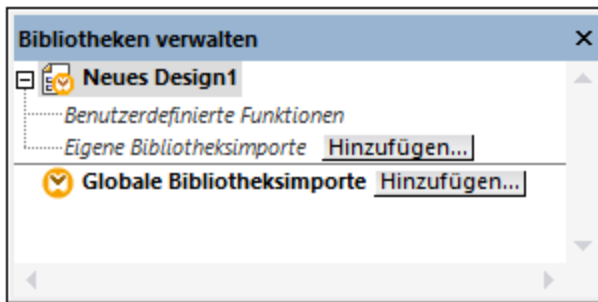 Bibliotheken verwalten
Neues Design1
Benutzerdefinierte Funktionen
Eigene Bibliotheksimporte Hinzufügen...
Globale Bibliotheksimporte Hinzufügen...